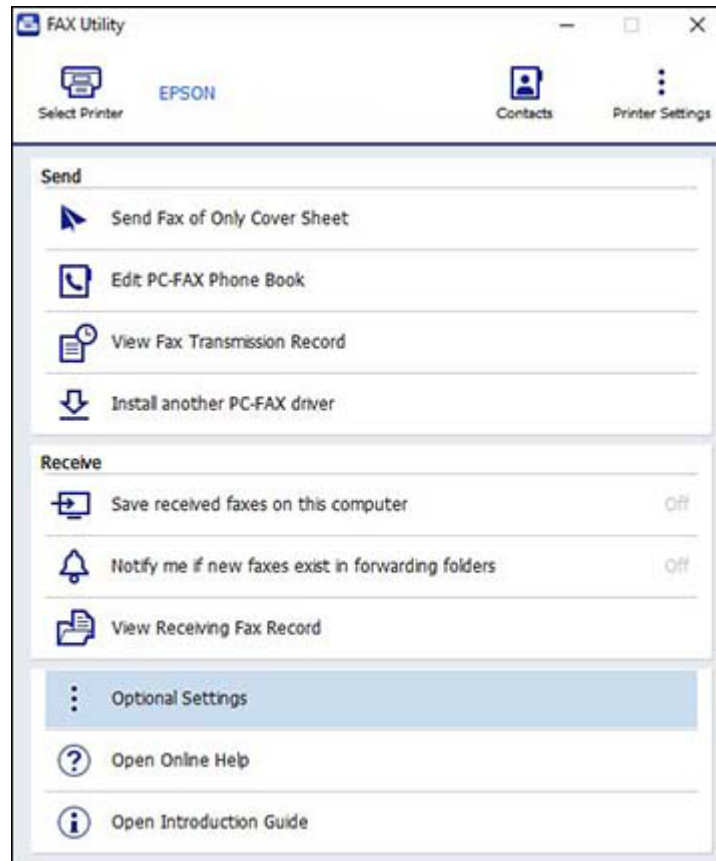 FAX Utility
EPSON
Select Printer
Contacts
Printer Settings
Send
Send Fax of Only Cover Sheet
Edit PC-FAX Phone Book
View Fax Transmission Record
Install another PC-FAX driver
Receive
Save received faxes on this computer Off
Notify me if new faxes exist in forwarding folders Off
View Receiving Fax Record
Optional Settings
Open Online Help
Open Introduction Guide